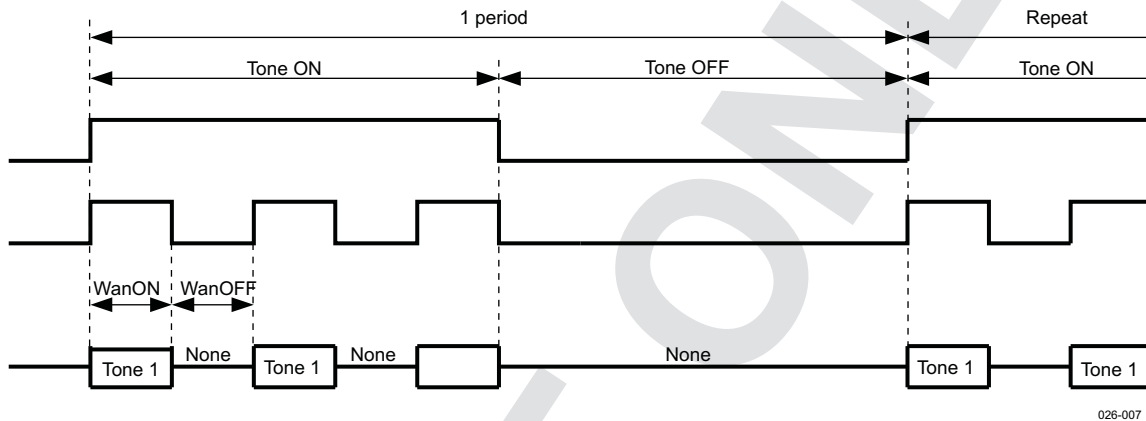 1 period Repeat
Tone ON Tone OFF Tone ON
WanON WanOFF
Tone 1 None Tone 1 None None Tone 1 Tone 1
026-007